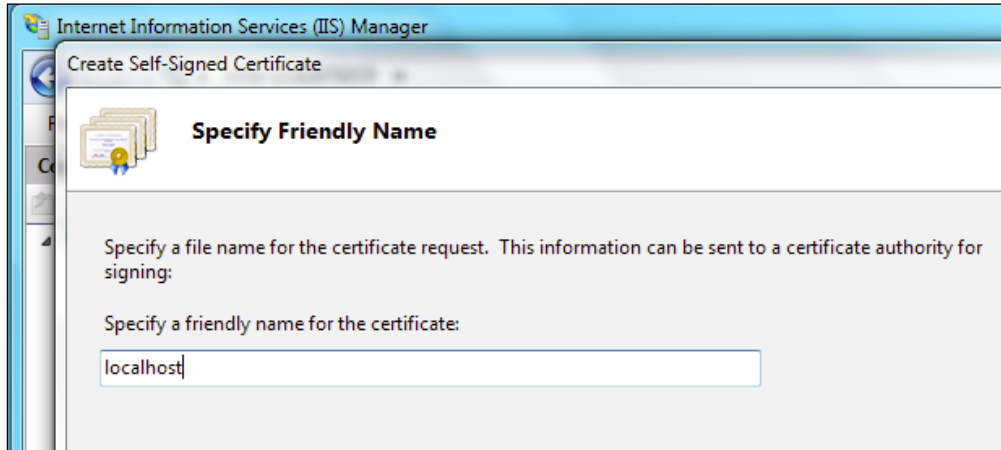 Internet Information Services (IIS) Manager
Create Self-Signed Certificate
F
Specify Friendly Name
Co
Specify a file name for the certificate request.  This information can be sent to a certificate authority for
signing:
Specify a friendly name for the certificate:
localhost